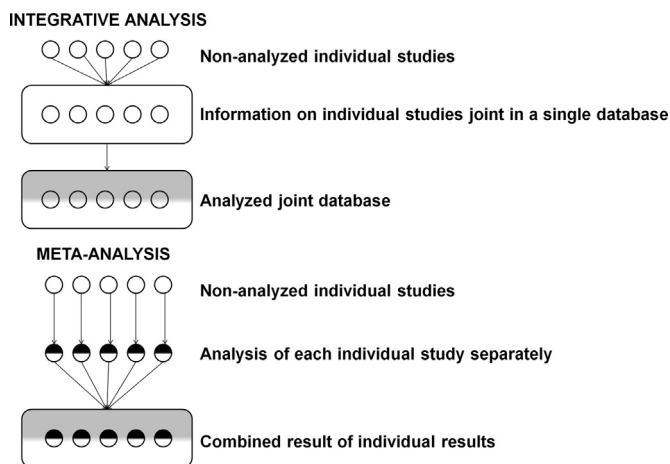 INTEGRATIVE ANALYSIS
Non-analyzed individual studies
Information on individual studies joint in a single database
Analyzed joint database
META-ANALYSIS
Non-analyzed individual studies
Analysis of each individual study separately
Combined result of individual results